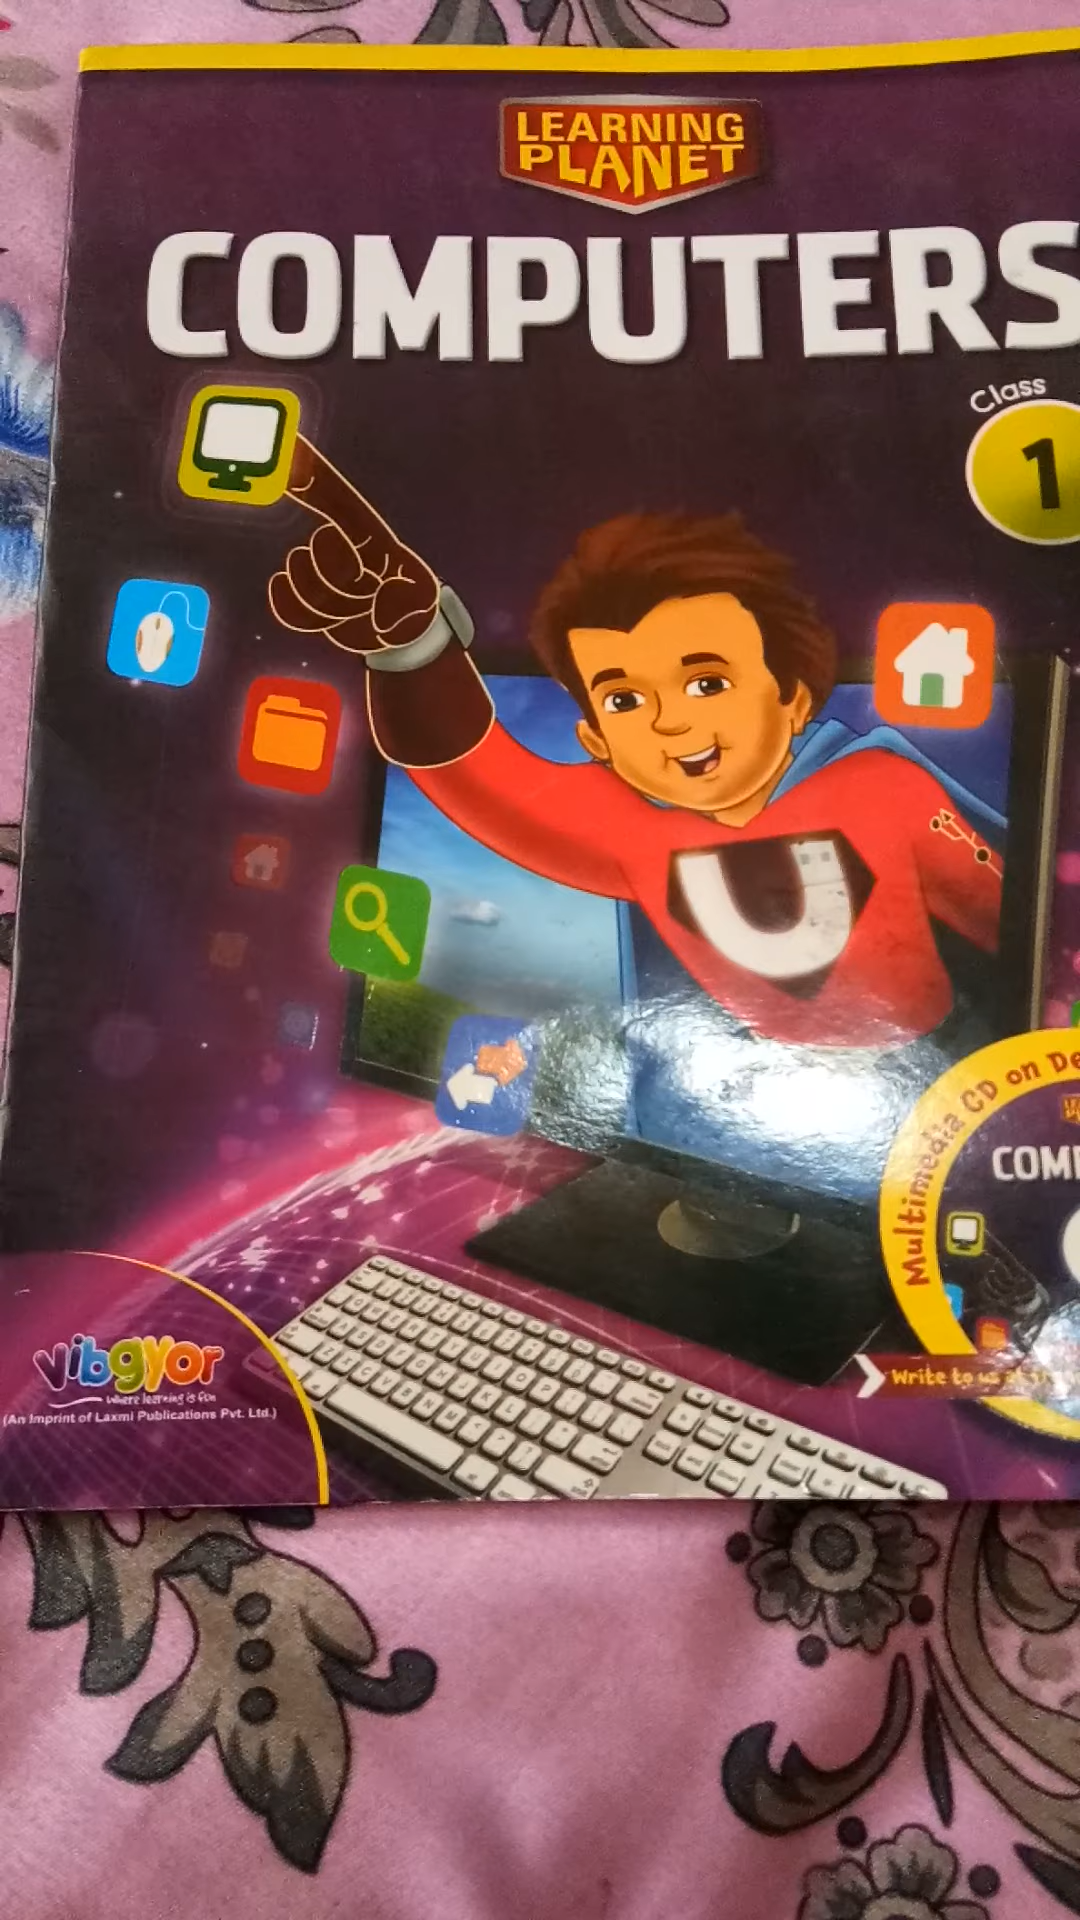 LEARNING
PLANET
COMPUTERS
Class
1
U
Multimedia CD on De
COM
Write to us at
vibgyor
Where learning is fun
(An Imprint of Laxmi Publications Pvt. Ltd.)